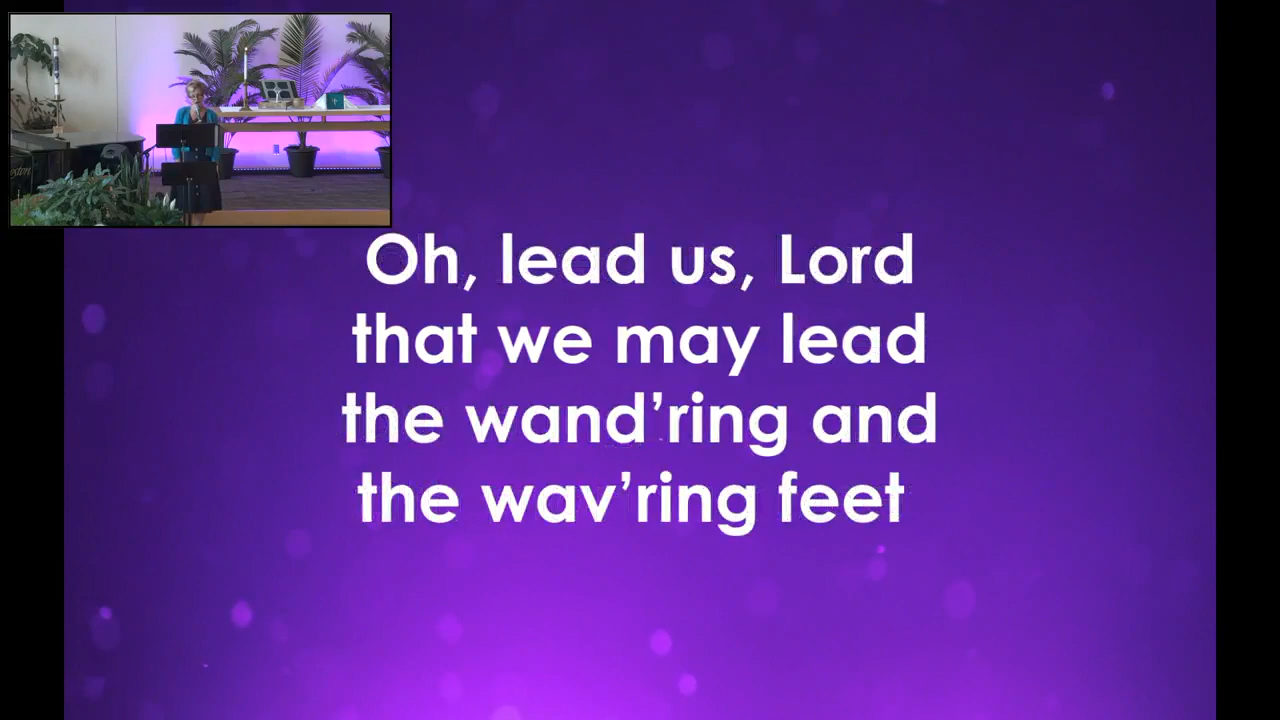 Oh, lead us, Lord
that we may lead
the wand’ring and
the wav’ring feet